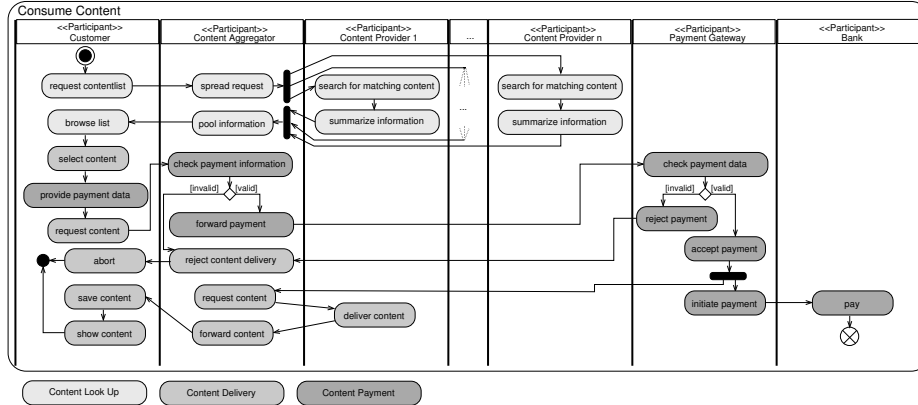 Consume Content
<<Participant>> <<Participant>> <<Participant>> <<Participant>> <<Participant>> <<Participant>>
Customer Content Aggregator Content Provider 1 ... Content Provider n Payment Gateway Bank
request contentlist spread request search for matching content search for matching content
...
browse list pool information summarize information summarize information
select content check payment information check payment data
[invalid] [valid] [invalid] [valid]
provide payment data
forward payment reject payment
request content
accept payment
abort reject content delivery
save content request content initiate payment pay
deliver content
show content forward content
Content Look Up Content Delivery Content Payment